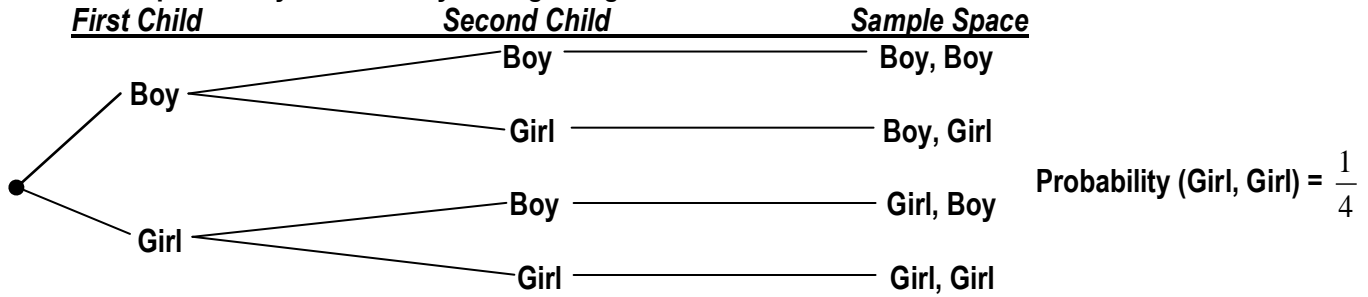 First Child Second Child Sample Space
Boy Boy, Boy
Boy
Girl Boy, Girl
Probability (Girl, Girl) = 1/4
Boy Girl, Boy
Girl
Girl Girl, Girl